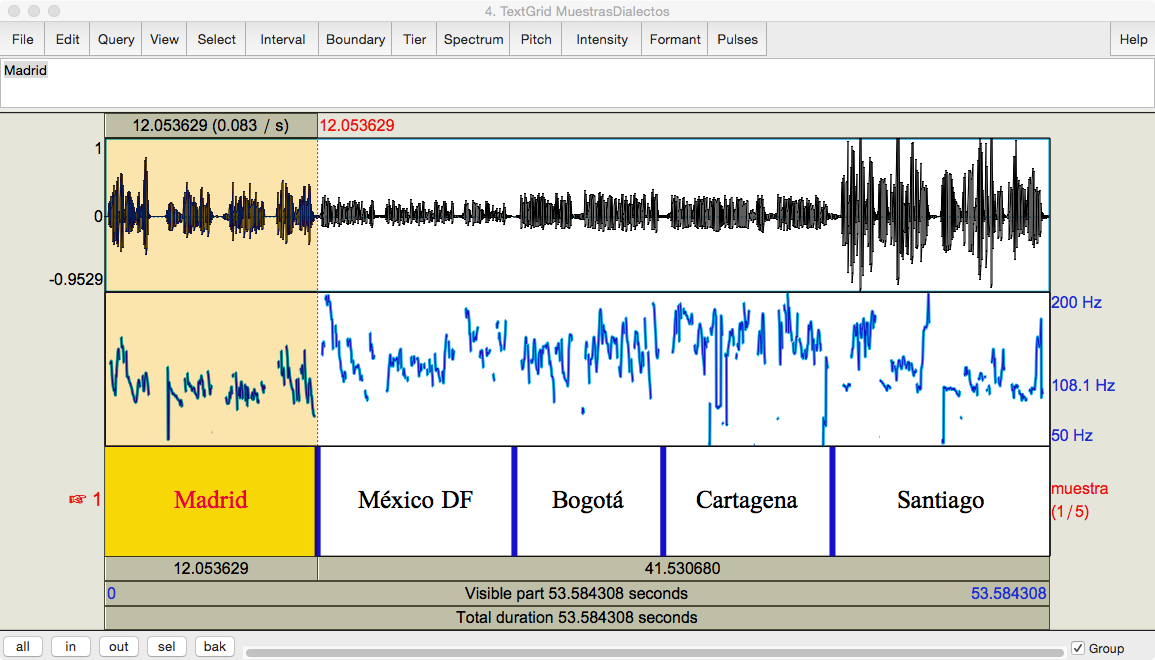 4. TextGrid MuestrasDialectos
File Edit Query View Select Interval Boundary Tier Spectrum Pitch Intensity Formant Pulses Help
Madrid
12.053629 (0.083 / s) 12.053629
1
0
-0.9529
200 Hz
108.1 Hz
50 Hz
☞ 1 Madrid México DF Bogotá Cartagena Santiago muestra
(1/5)
12.053629 41.530680
0 Visible part 53.584308 seconds 53.584308
Total duration 53.584308 seconds
all in out sel bak Group